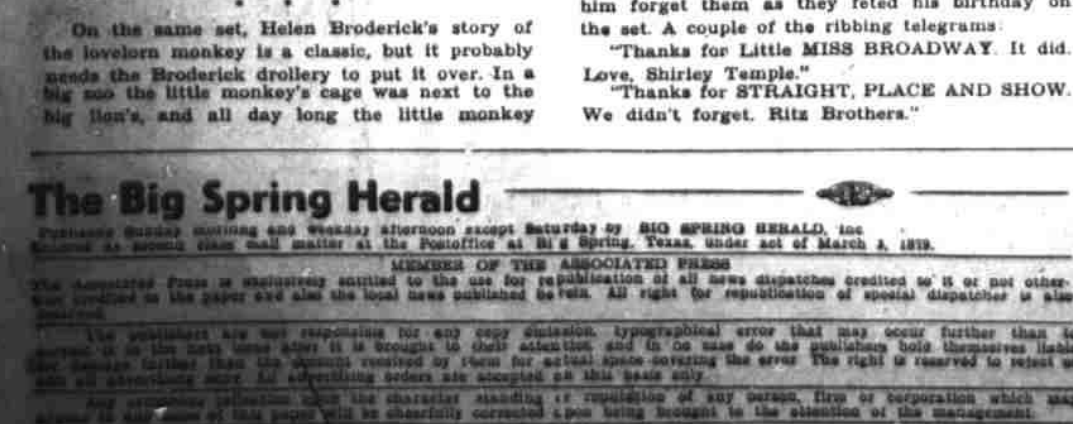 On the same set, Helen Broderick's story of
the lovelorn monkey is a classic, but it probably
needs the Broderick drollery to put it over. In a
big zoo the little monkey's cage was next to the
big lion's, and all day long the little monkey
him forget them as they feted his birthday on
the set. A couple of the ribbing telegrams:
"Thanks for Little MISS BROADWAY. It did.
Love, Shirley Temple."
"Thanks for STRAIGHT, PLACE AND SHOW.
We didn't forget. Ritz Brothers."
The Big Spring Herald
Published Sunday morning and weekday afternoon except Saturday by BIG SPRING HERALD, Inc
Entered as second class mail matter at the Postoffice at Big Spring, Texas, under act of March 3, 1879.
MEMBER OF THE ASSOCIATED PRESS
The Associated Press is exclusively entitled to the use for republication of all news dispatches credited to it or not other-
wise credited in the paper and also the local news published herein. All right for republication of special dispatches is also
reserved.
The publishers are not responsible for any copy omission, typographical error that may occur further than to
correct it in the next issue after it is brought to their attention and in no case do the publishers hold themselves liable
for damage further than the amount received by them for actual space covering the error. The right is reserved to reject or
edit all advertising copy. All advertising orders are accepted on this basis only.
Any erroneous reflection upon the character standing or reputation of any person, firm or corporation which may
appear in any issue of this paper will be cheerfully corrected upon being brought to the attention of the management.